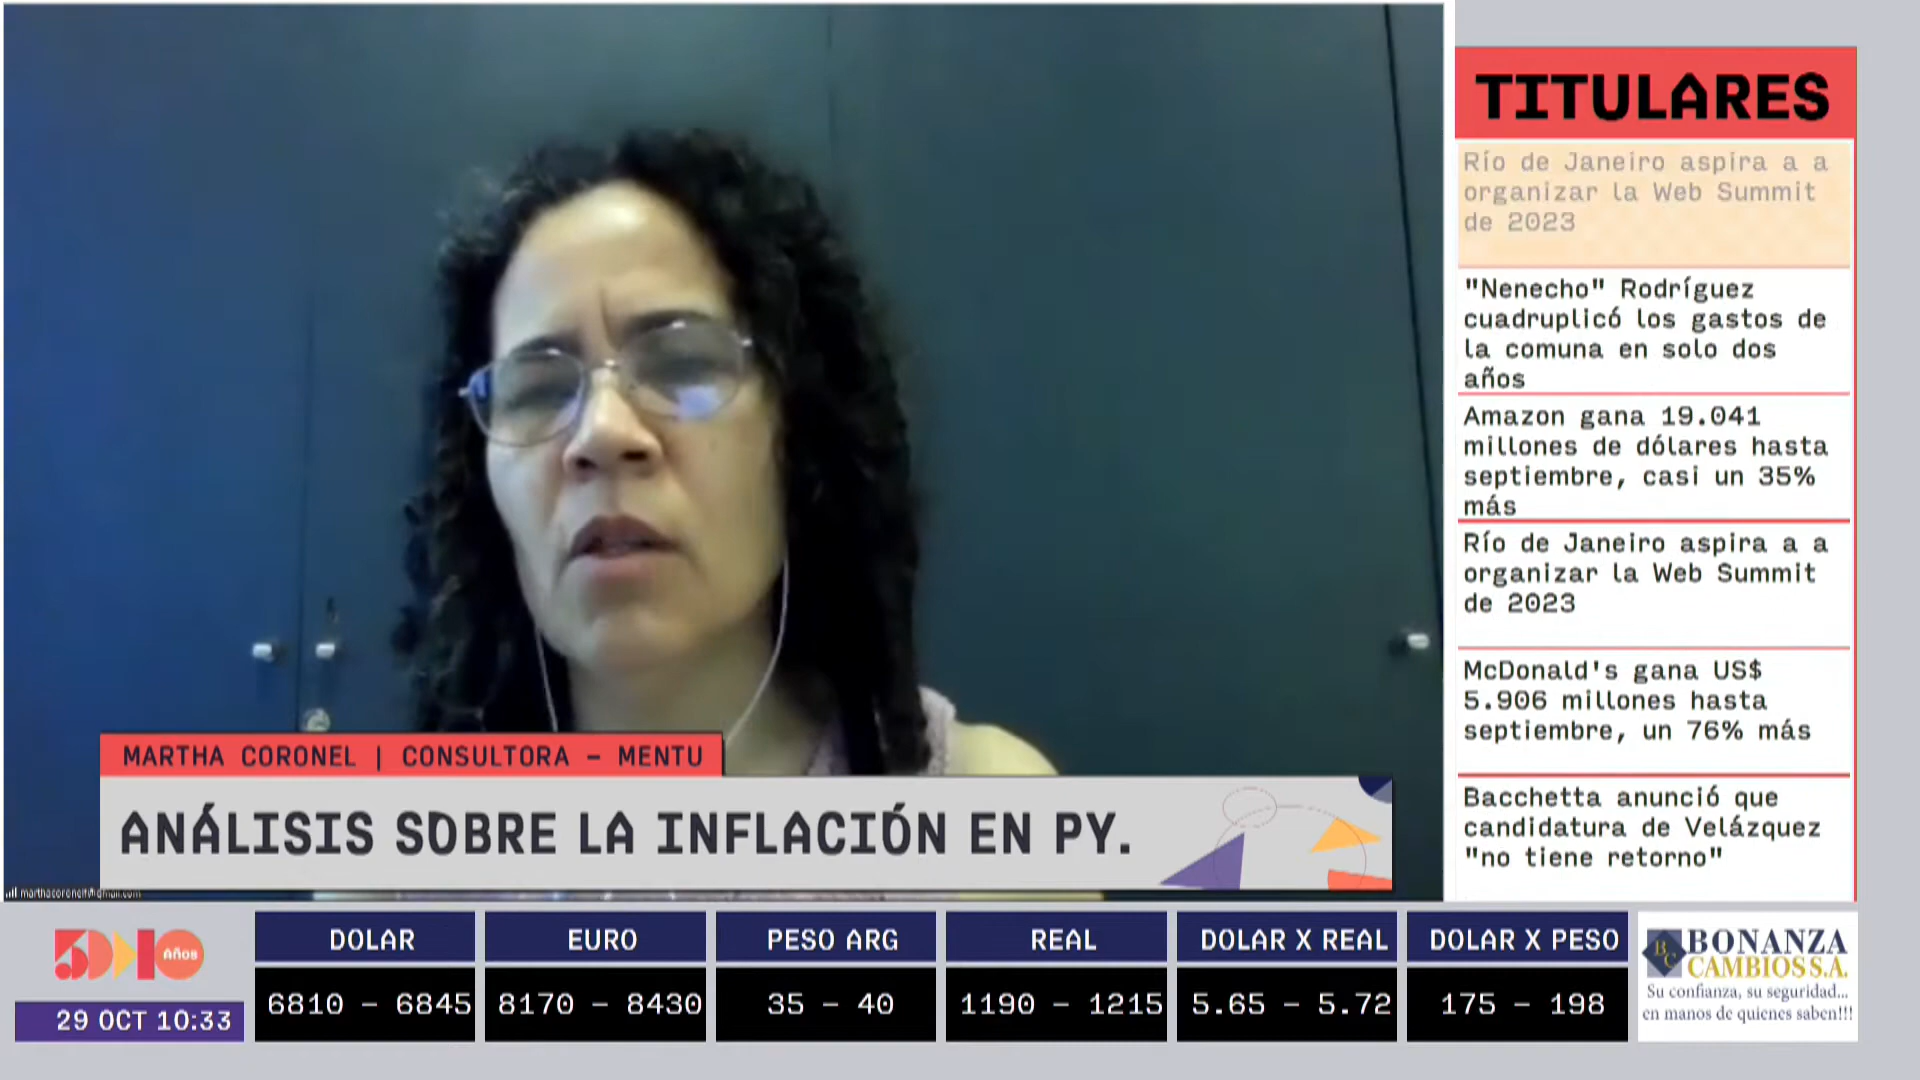 TITULARES
Río de Janeiro aspira a a
organizar la Web Summit
de 2023
"Nenecho" Rodríguez
cuadruplicó los gastos de
la comuna en solo dos
años
Amazon gana 19.041
millones de dólares hasta
septiembre, casi un 35%
más
Río de Janeiro aspira a a
organizar la Web Summit
de 2023
McDonald's gana US$
5.906 millones hasta
septiembre, un 76% más
Bacchetta anunció que
candidatura de Velázquez
"no tiene retorno"
MARTHA CORONEL | CONSULTORA – MENTU
ANÁLISIS SOBRE LA INFLACIÓN EN PY.
Años
29 OCT 10:33
DOLAR
6810 – 6845
EURO
8170 – 8430
PESO ARG
35 – 40
REAL
1190 – 1215
DOLAR X REAL
5.65 – 5.72
DOLAR X PESO
175 – 198
BC
BONANZA
CAMBIOS S.A.
Su confianza, su seguridad...
en manos de quienes saben!!!